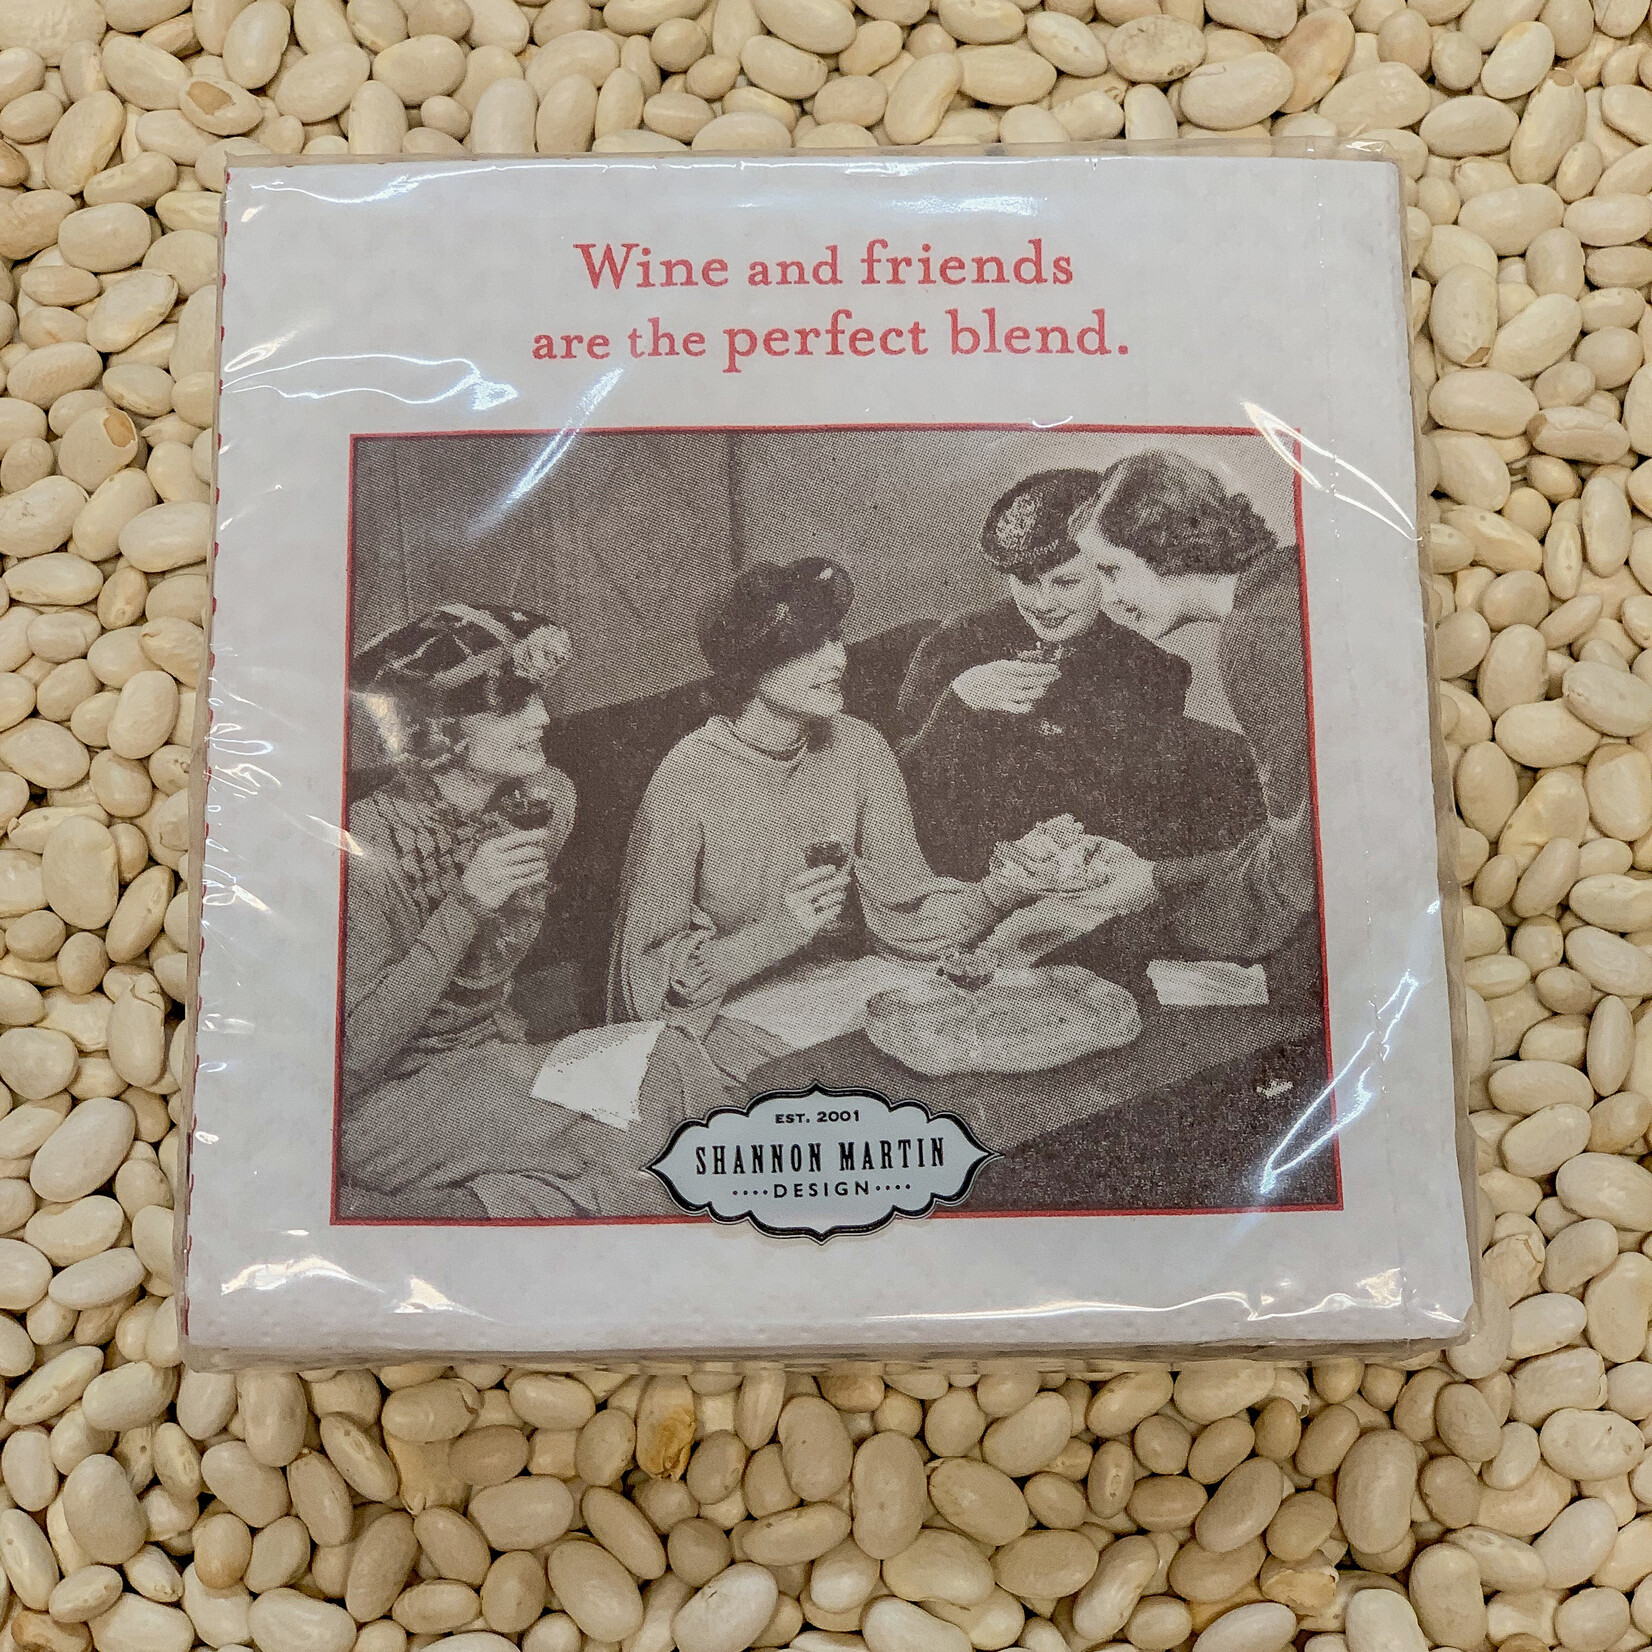 Wine and friends
are the perfect blend.
EST. 2001
SHANNON MARTIN
DESIGN